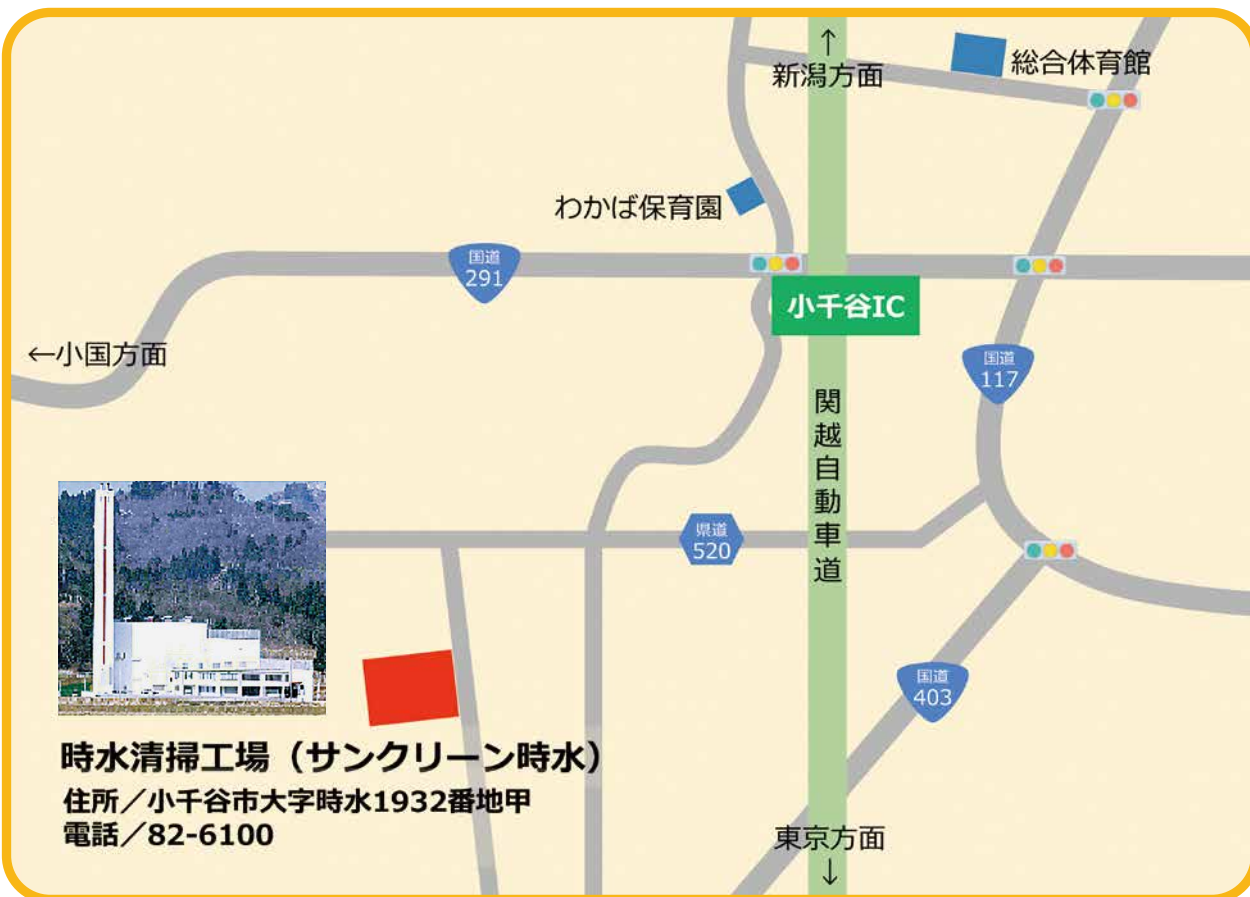 ↑
新潟方面
総合体育館
わかば保育園
国道
291
小千谷IC
←小国方面
国道
117
関越自動車道
県道
520
国道
403
時水清掃工場（サンクリーン時水）
住所／小千谷市大字時水1932番地甲
電話／82-6100
東京方面
↓